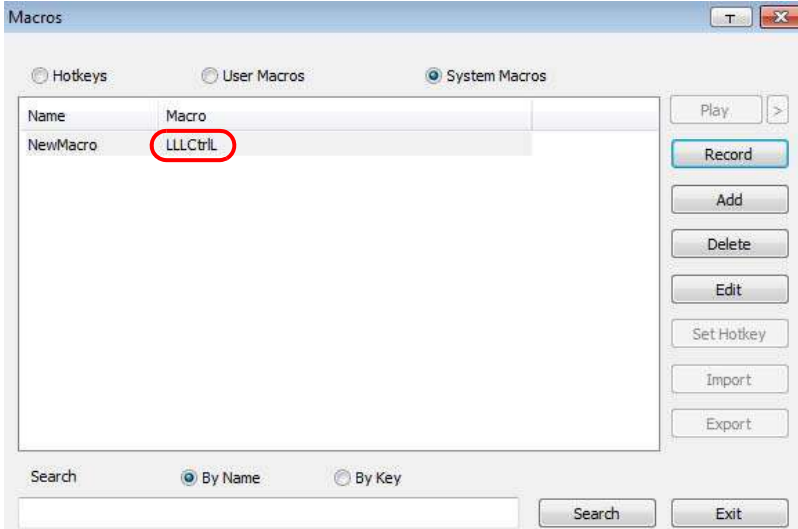 Macros
Hotkeys User Macros System Macros
Name Macro
NewMacro LLLCtrlL
Play >
Record
Add
Delete
Edit
Set Hotkey
Import
Export
Search By Name By Key
Search Exit